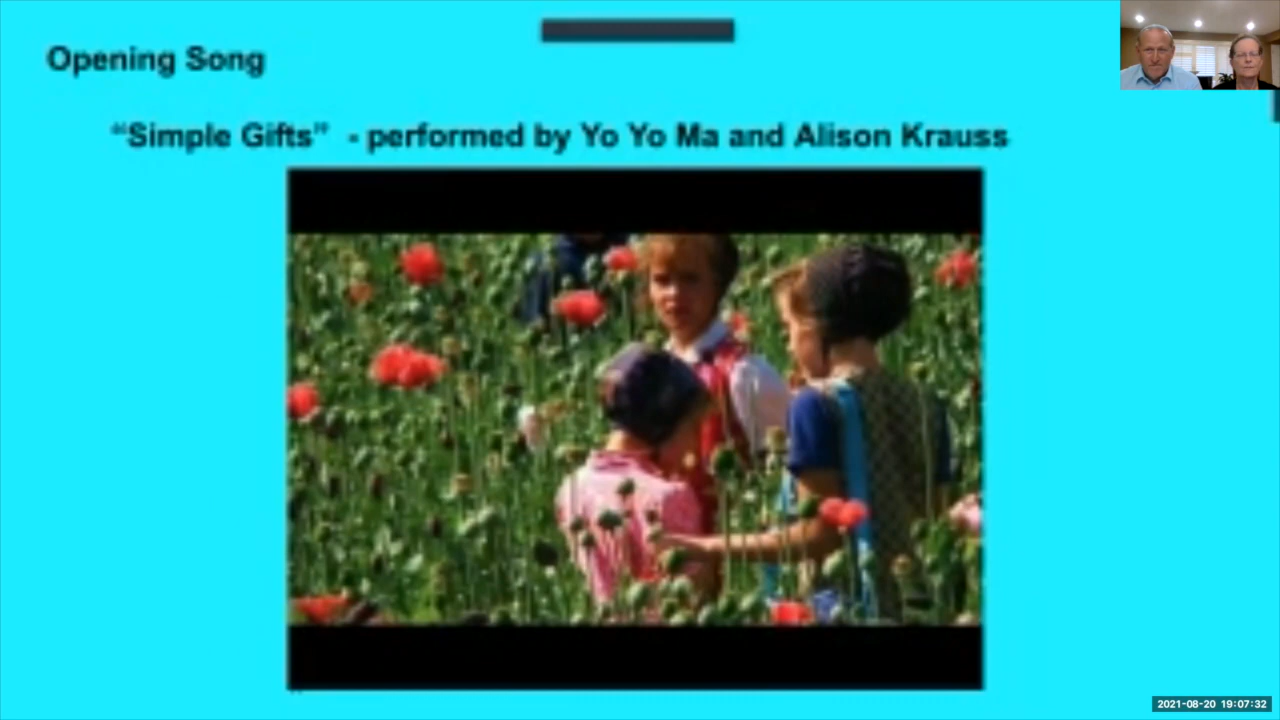 Opening Song
“Simple Gifts” - performed by Yo Yo Ma and Alison Krauss
2021-08-20 19:07:32